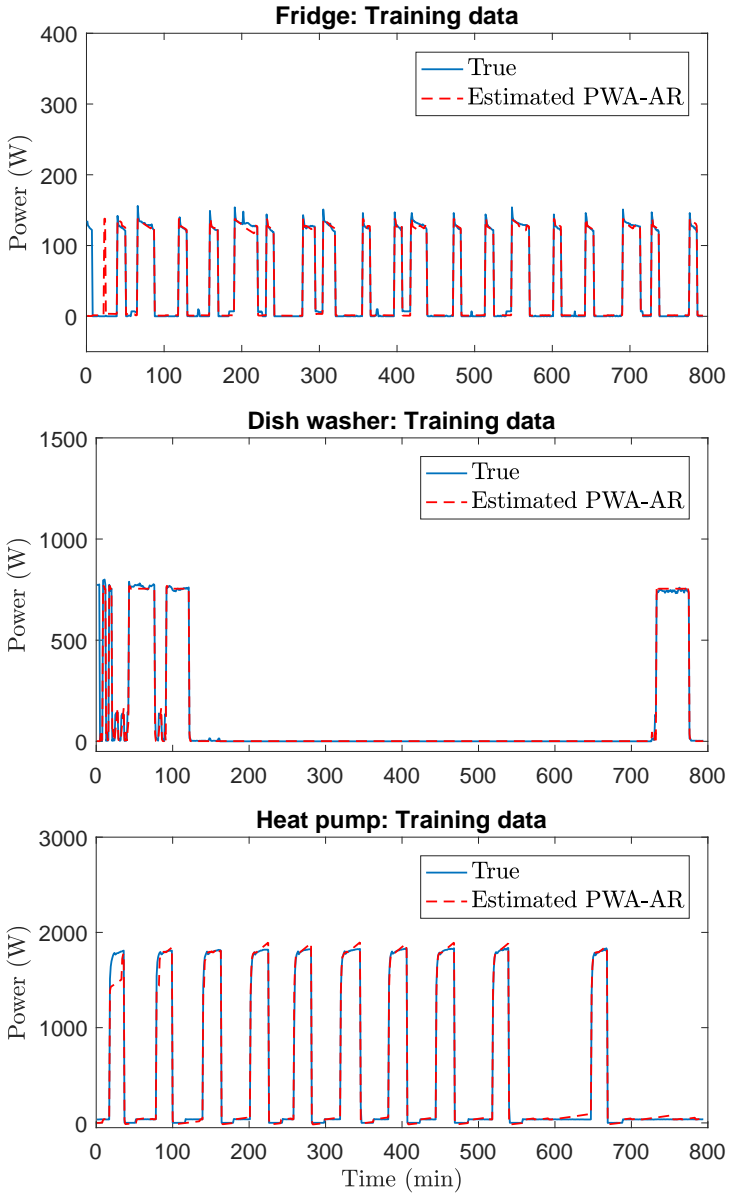 Fridge: Training data
400
300
200
100
0
Power (W)
True
Estimated PWA-AR
0 100 200 300 400 500 600 700 800
Dish washer: Training data
1500
1000
500
0
Power (W)
True
Estimated PWA-AR
0 100 200 300 400 500 600 700 800
Heat pump: Training data
3000
2000
1000
0
Power (W)
True
Estimated PWA-AR
0 100 200 300 400 500 600 700 800
Time (min)